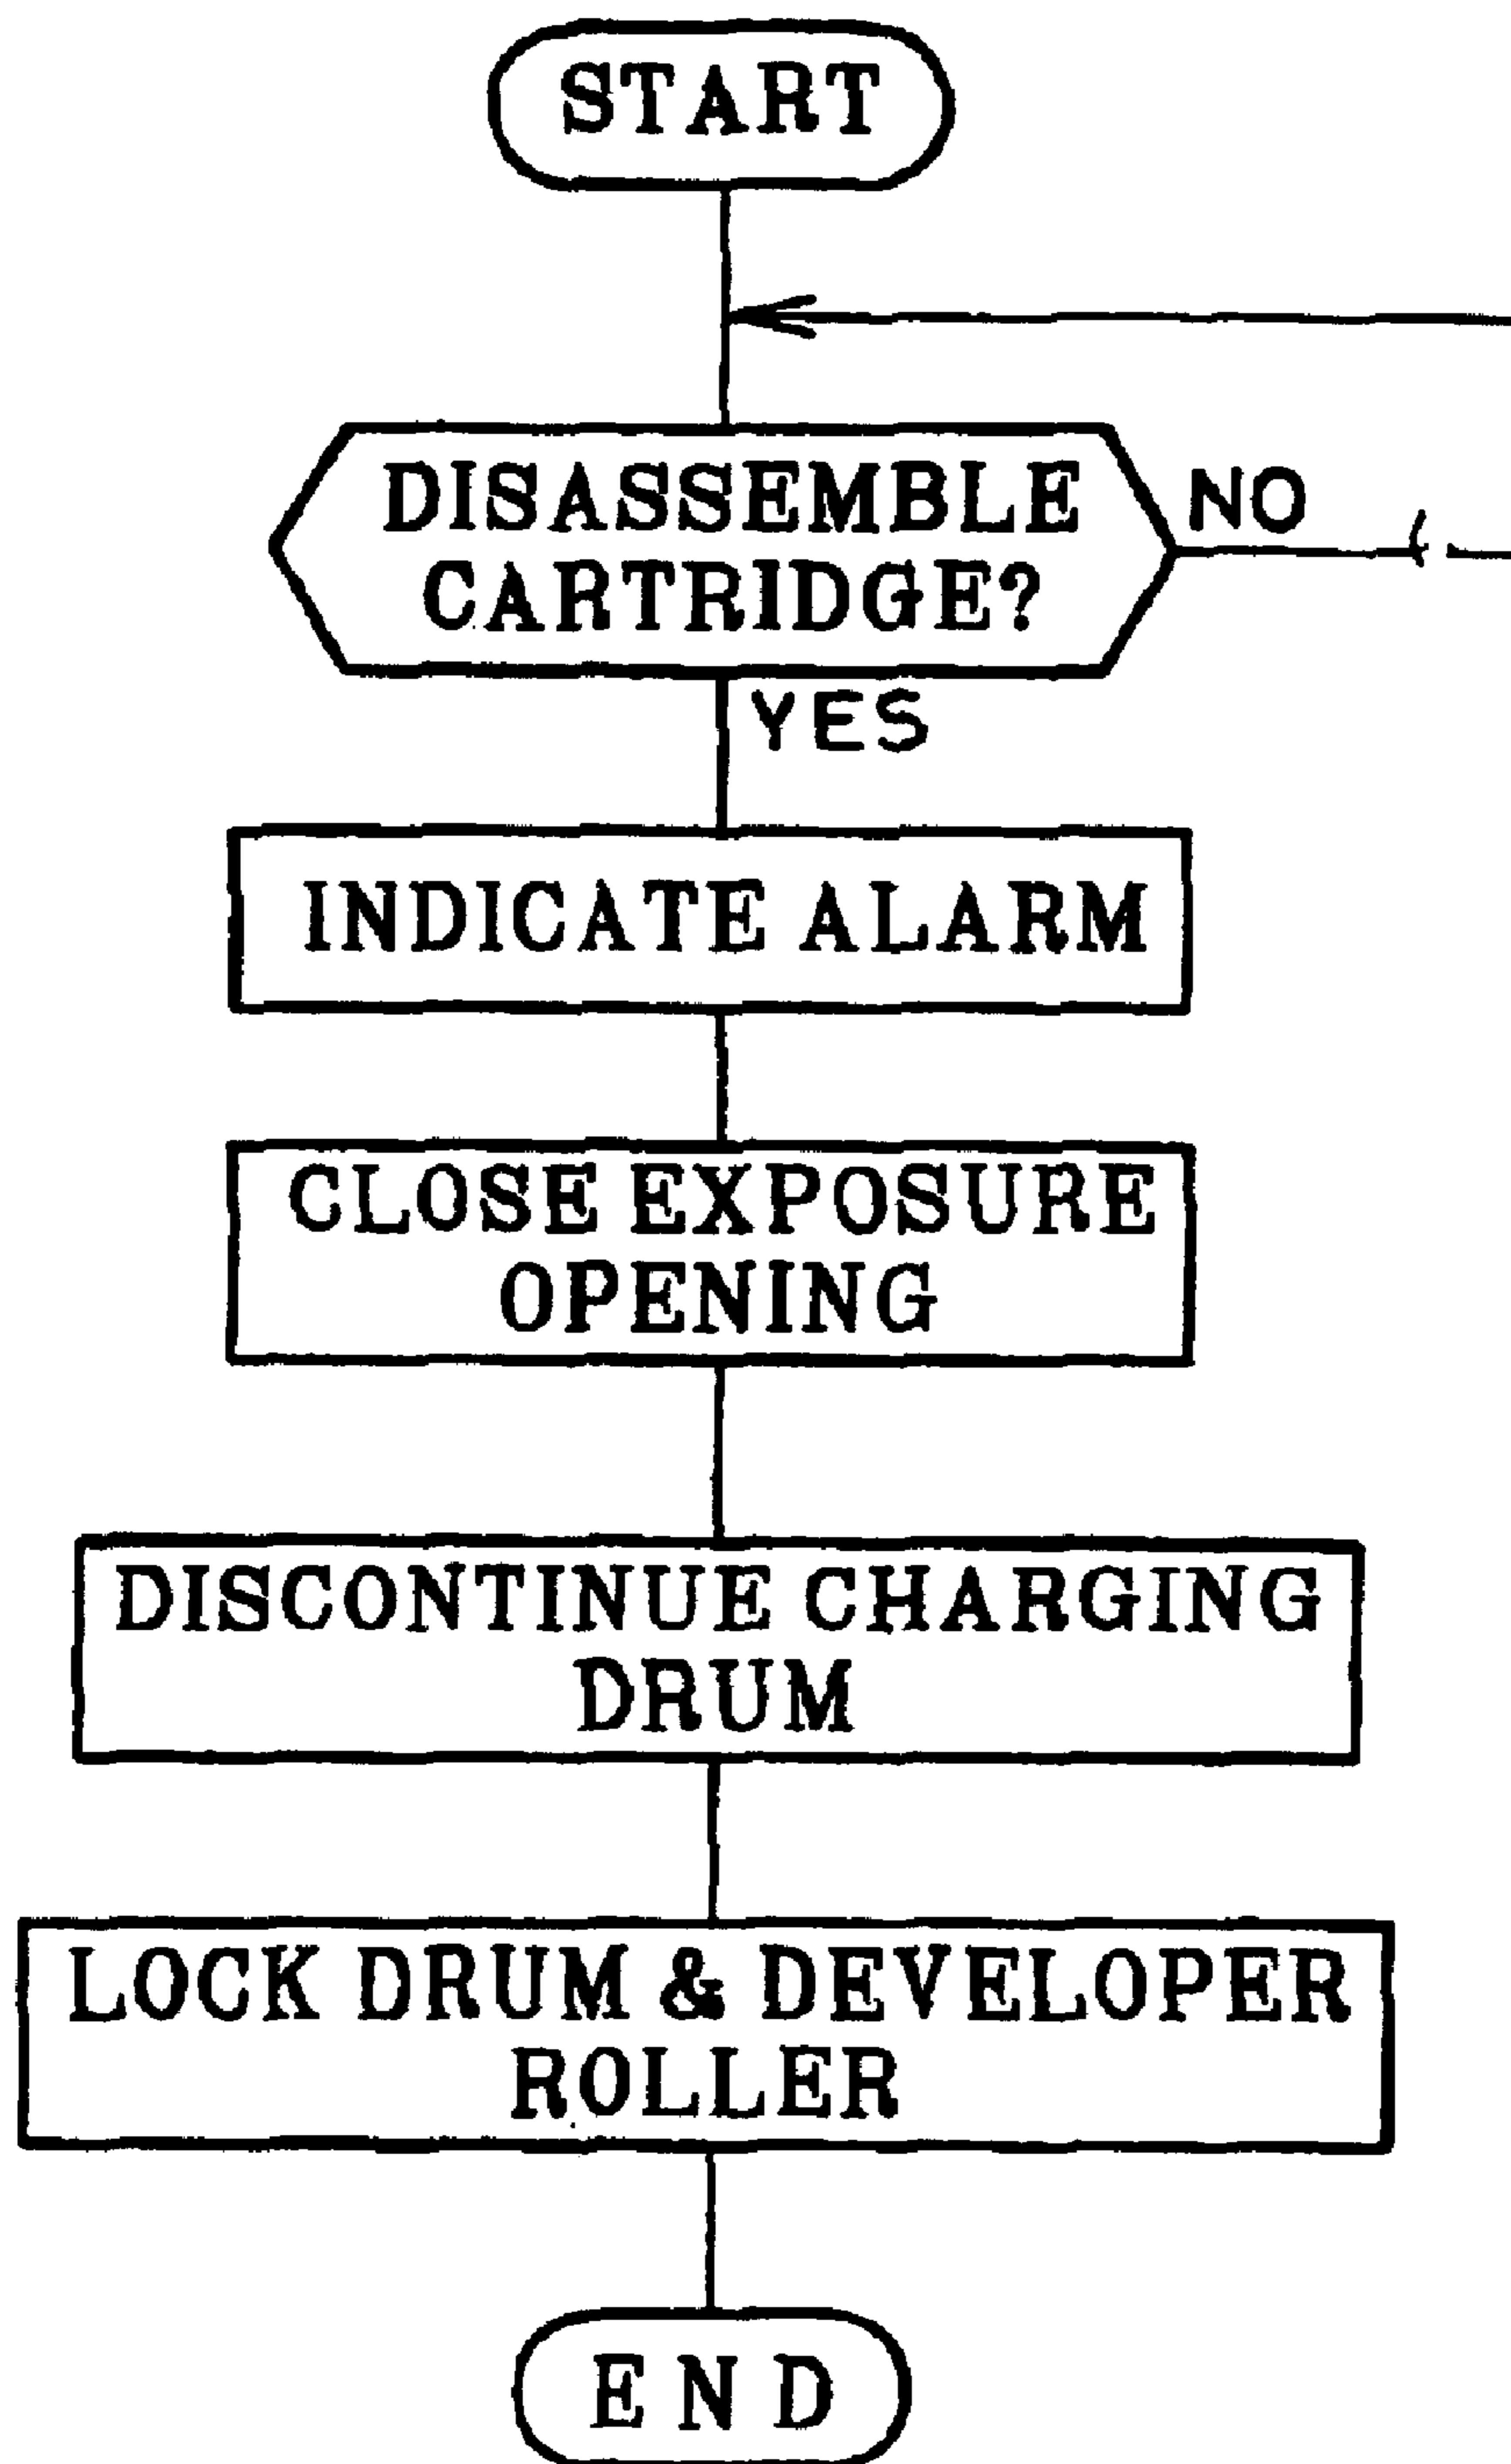 START
DISASSEMBLE
CARTRIDGE?
NO
YES
INDICATE ALARM
CLOSE EXPOSURE
OPENING
DISCONTINUE CHARGING
DRUM
LOCK DRUM & DEVELOPER
ROLLER
END